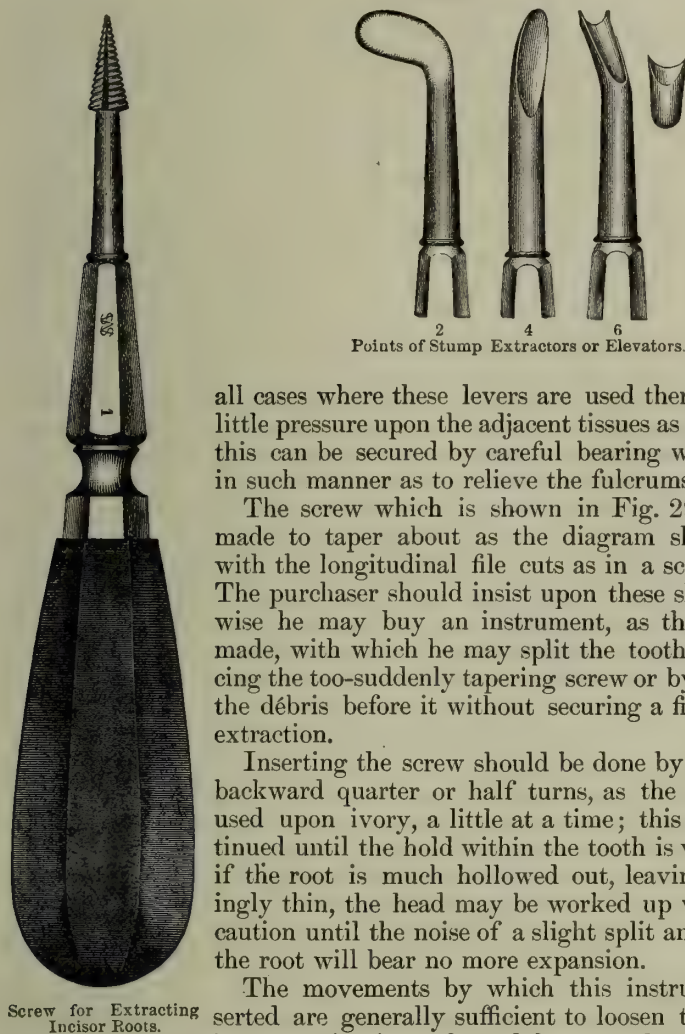 2 4 6
Points of Stump Extractors or Elevators.
1
Screw for Extracting
Incisor Roots.
all cases where these levers are used ther
little pressure upon the adjacent tissues as
this can be secured by careful bearing w
in such manner as to relieve the fulcrums
The screw which is shown in Fig. 2
made to taper about as the diagram sh
with the longitudinal file cuts as in a sc
The purchaser should insist upon these s
wise he may buy an instrument, as th
made, with which he may split the tooth
cing the too-suddenly tapering screw or by
the débris before it without securing a fi
extraction.
Inserting the screw should be done by
backward quarter or half turns, as the
used upon ivory, a little at a time; this
tinued until the hold within the tooth is v
if the root is much hollowed out, leavin
ingly thin, the head may be worked up v
caution until the noise of a slight split an
the root will bear no more expansion.
The movements by which this instru
serted are generally sufficient to loosen t